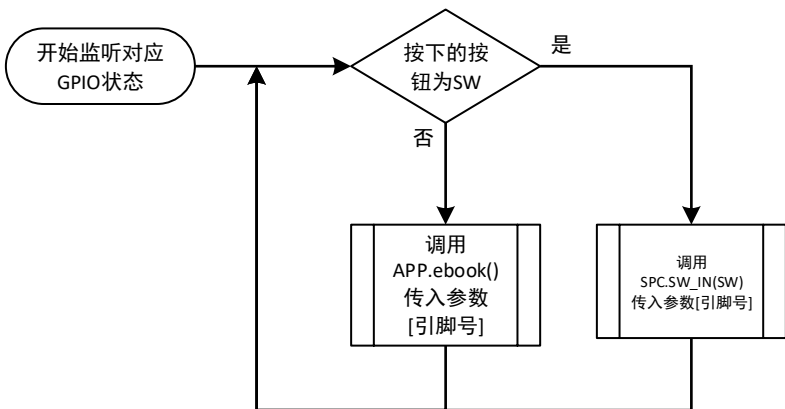 开始监听对应
GPIO状态
按下的按
钮为SW
是
否
调用
APP.ebook()
传入参数
[引脚号]
调用
SPC.SW_IN(SW)
传入参数[引脚号]